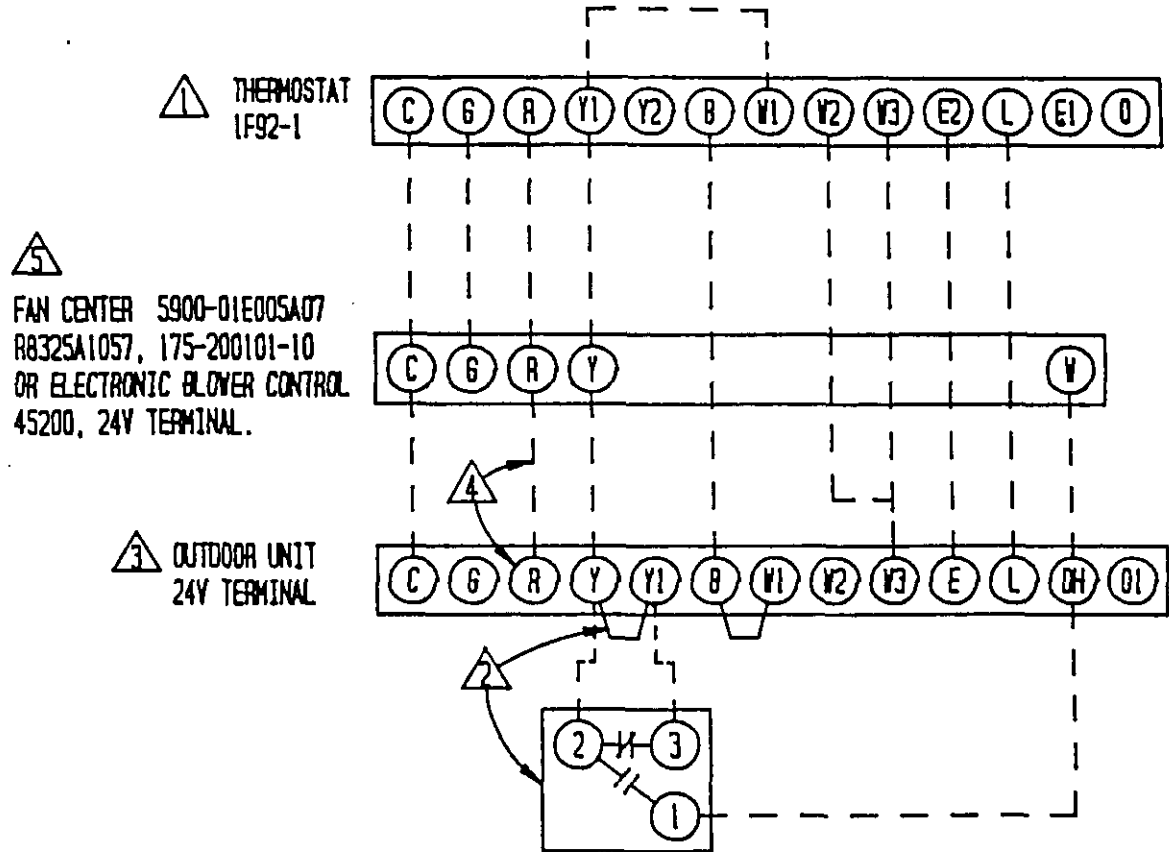 1
THERMOSTAT
1F92-1
C G R Y1 Y2 B W1 W2 W3 E2 L E1 O
5
FAN CENTER 5900-01E005A07
R8325A1057, 175-200101-10
OR ELECTRONIC BLOWER CONTROL
45200, 24V TERMINAL.
C G R Y W
4
3
OUTDOOR UNIT
24V TERMINAL
C G R Y Y1 B W1 W2 W3 E L DH O1
2
2 3
1